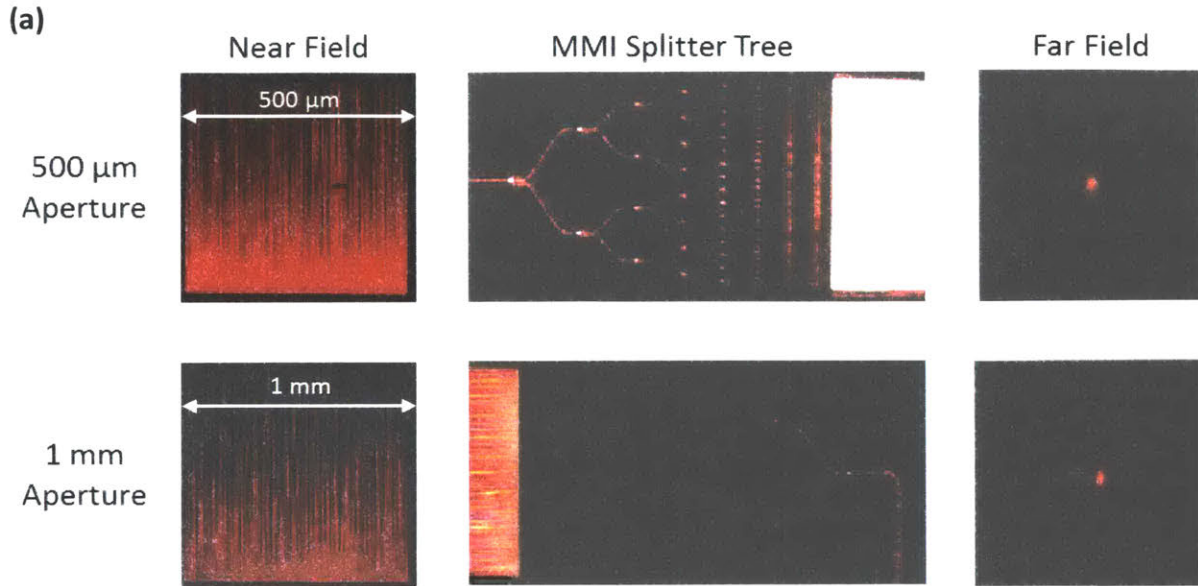 (a)
Near Field
MMI Splitter Tree
Far Field
500 μm
500 μm
Aperture
1 mm
1 mm
Aperture